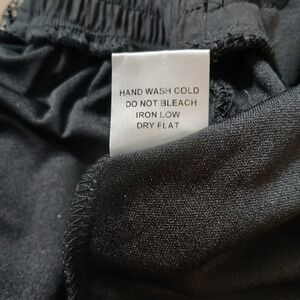 HAND WASH COLD
DO NOT BLEACH
IRON LOW
DRY FLAT